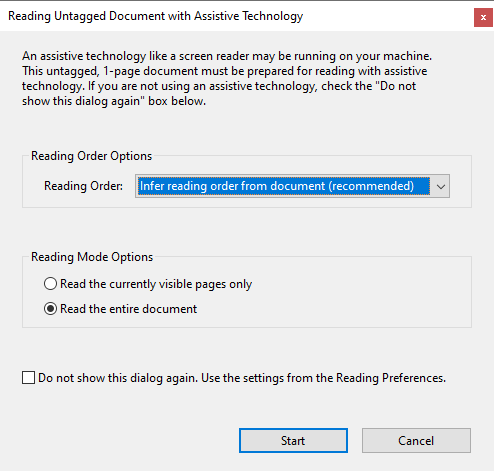 Reading Untagged Document with Assistive Technology
An assistive technology like a screen reader may be running on your machine.
This untagged, 1-page document must be prepared for reading with assistive
technology. If you are not using an assistive technology, check the "Do not
show this dialog again" box below.
Reading Order Options
Reading Order: Infer reading order from document (recommended)
Reading Mode Options
Read the currently visible pages only
Read the entire document
Do not show this dialog again. Use the settings from the Reading Preferences.
Start Cancel